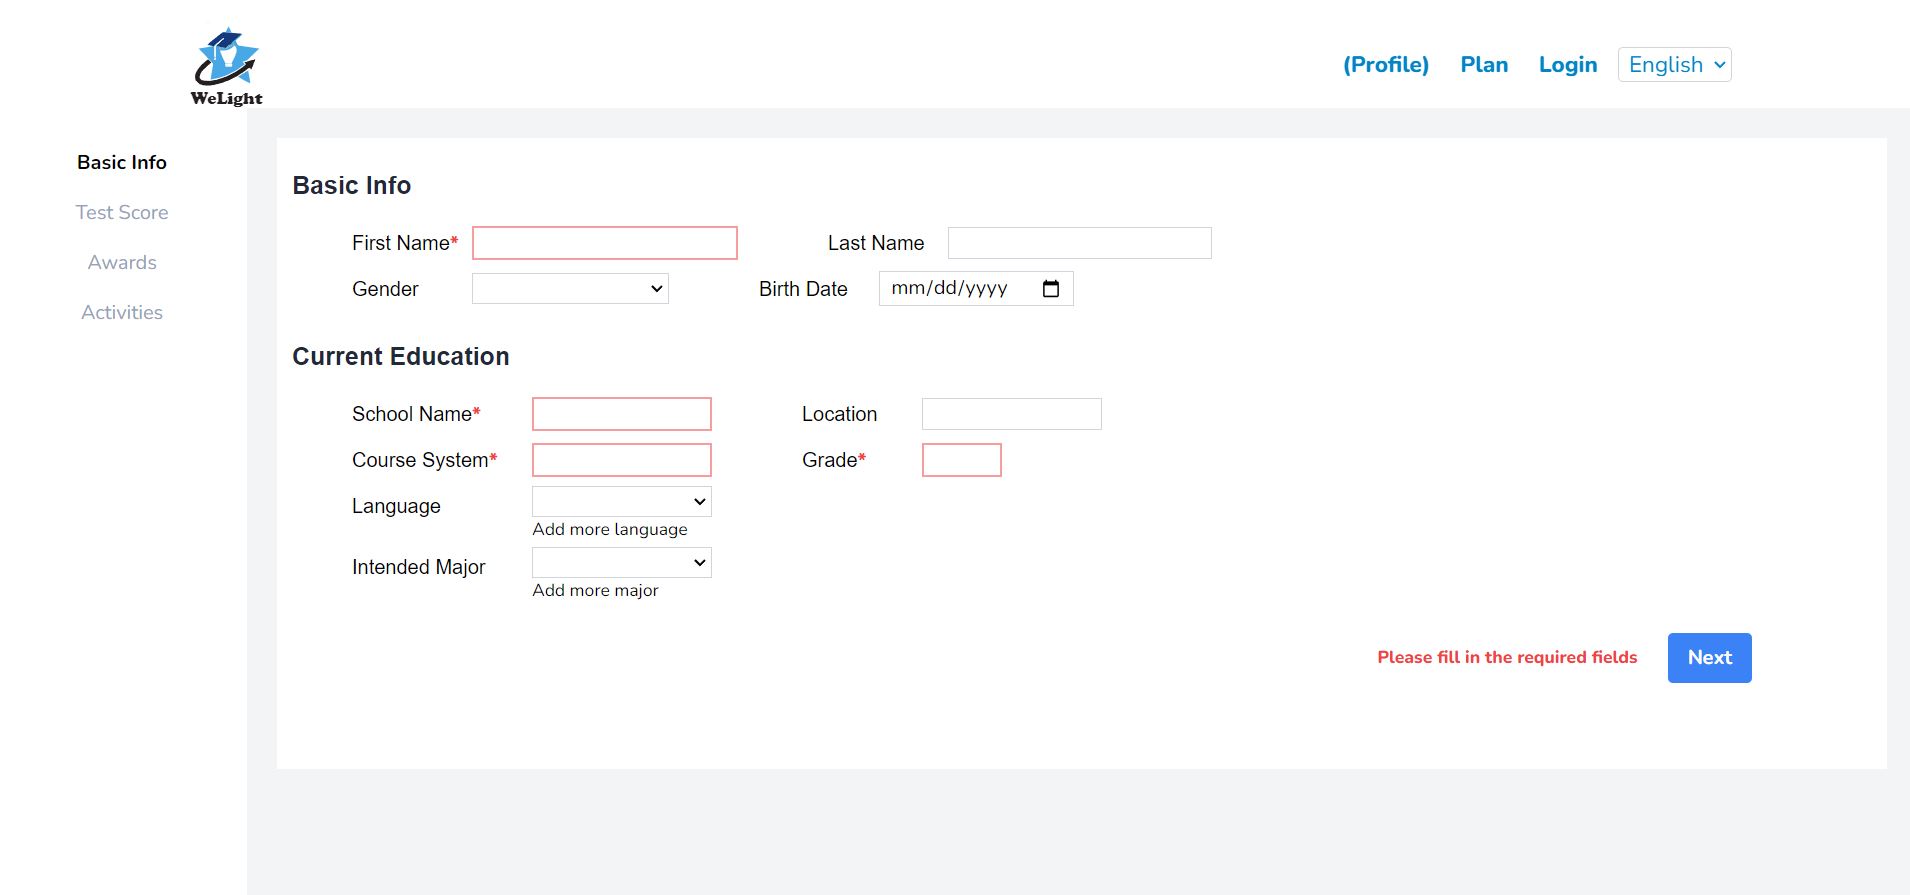 WeLight
(Profile) Plan Login English
Basic Info
Test Score
Awards
Activities
Basic Info
First Name* Last Name
Gender Birth Date mm/dd/yyyy
Current Education
School Name* Location
Course System* Grade*
Language
Add more language
Intended Major
Add more major
Please fill in the required fields Next